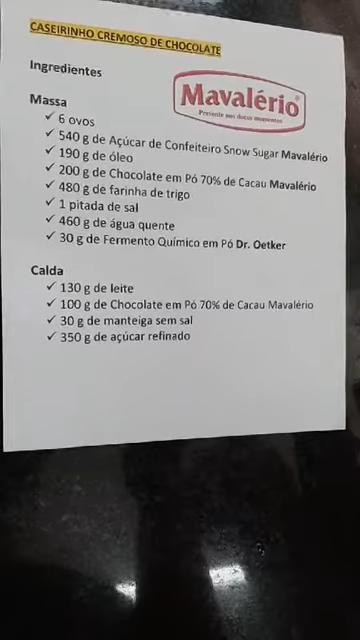 CASEIRINHO CREMOSO DE CHOCOLATE
Ingredientes
Mavalério®
Presente nos doces momentos
Massa
✓ 6 ovos
✓ 540 g de Açúcar de Confeiteiro Snow Sugar Mavalério
✓ 190 g de óleo
✓ 200 g de Chocolate em Pó 70% de Cacau Mavalério
✓ 480 g de farinha de trigo
✓ 1 pitada de sal
✓ 460 g de água quente
✓ 30 g de Fermento Químico em Pó Dr. Oetker
Calda
✓ 130 g de leite
✓ 100 g de Chocolate em Pó 70% de Cacau Mavalério
✓ 30 g de manteiga sem sal
✓ 350 g de açúcar refinado